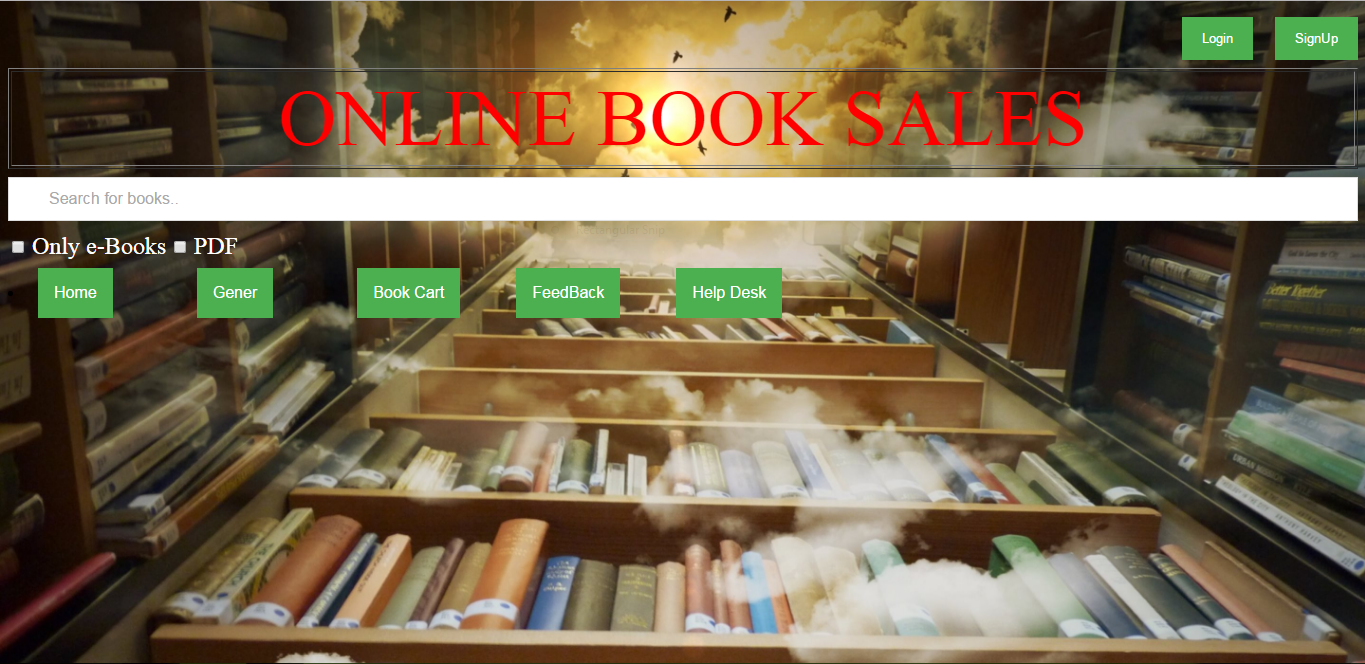 Login SignUp
ONLINE BOOK SALES
Search for books..
Only e-Books PDF
Home Gener Book Cart FeedBack Help Desk